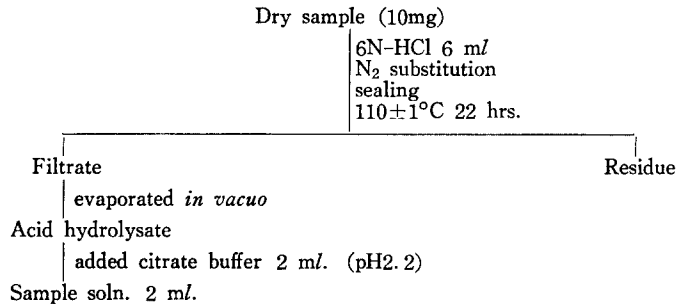 Dry sample (10mg)
6N-HCl 6 ml
N₂ substitution
sealing
110±1°C 22 hrs.
Filtrate Residue
evaporated in vacuo
Acid hydrolysate
added citrate buffer 2 ml. (pH2.2)
Sample soln. 2 ml.